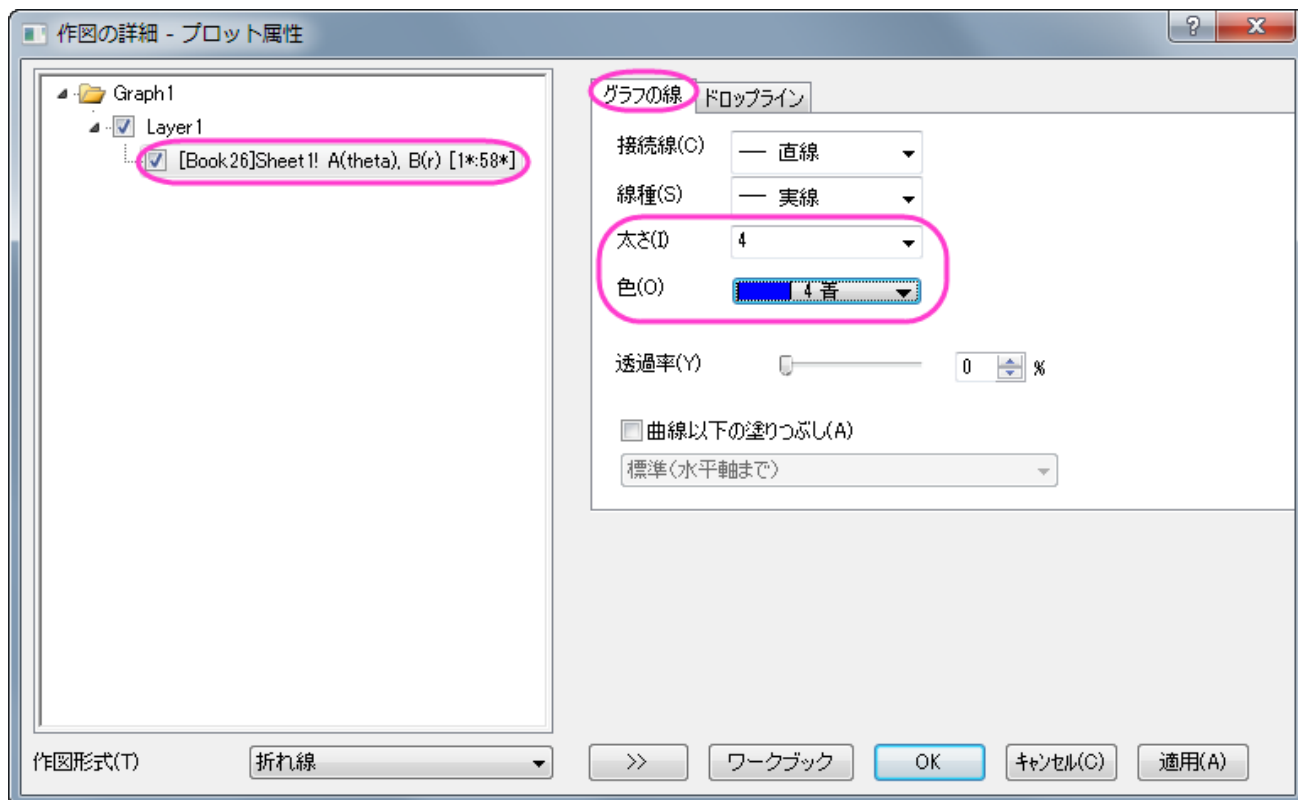 作図の詳細 - プロット属性
Graph1
Layer1
[Book26]Sheet1! A(theta), B(r) [1*:58*]
グラフの線 ドロップライン
接続線(C) 直線
線種(S) 実線
太さ(I) 4
色(O) 4 青
透過率(Y) 0 %
曲線以下の塗りつぶし(A)
標準(水平軸まで)
作図形式(T) 折れ線 >> ワークブック OK キャンセル(C) 適用(A)